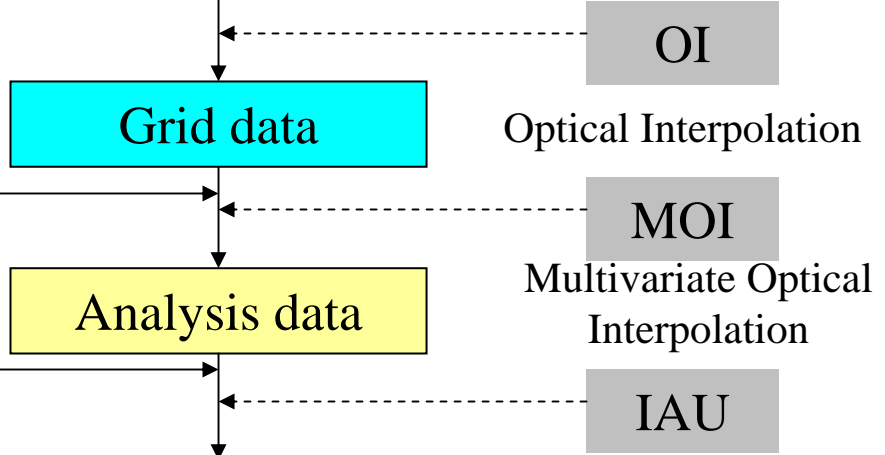 OI
Grid data
Optical Interpolation
MOI
Multivariate Optical
Interpolation
Analysis data
IAU